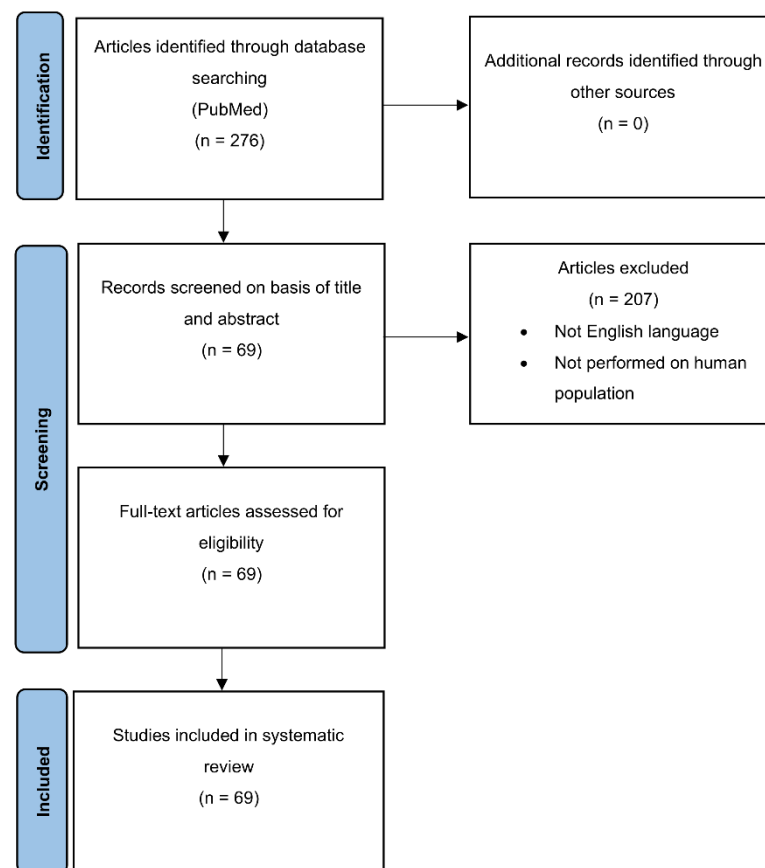 Identification
Articles identified through database
searching
(PubMed)
(n = 276)
Additional records identified through
other sources
(n = 0)
Screening
Records screened on basis of title
and abstract
(n = 69)
Articles excluded
(n = 207)
• Not English language
• Not performed on human
population
Full-text articles assessed for
eligibility
(n = 69)
Included
Studies included in systematic
review
(n = 69)